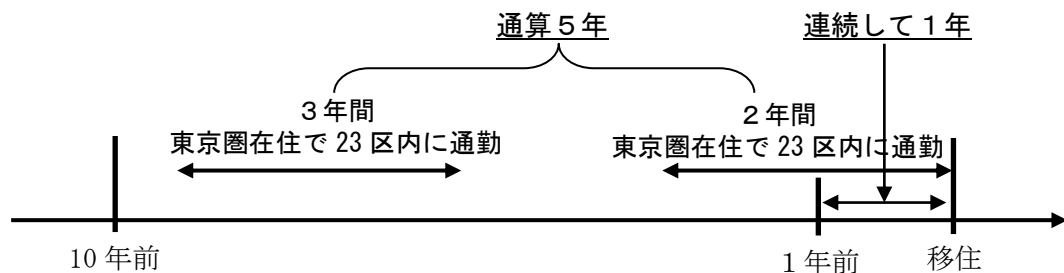 通算５年
連続して１年
３年間
東京圏在住で 23 区内に通勤
２年間
東京圏在住で 23 区内に通勤
10 年前
１年前
移住